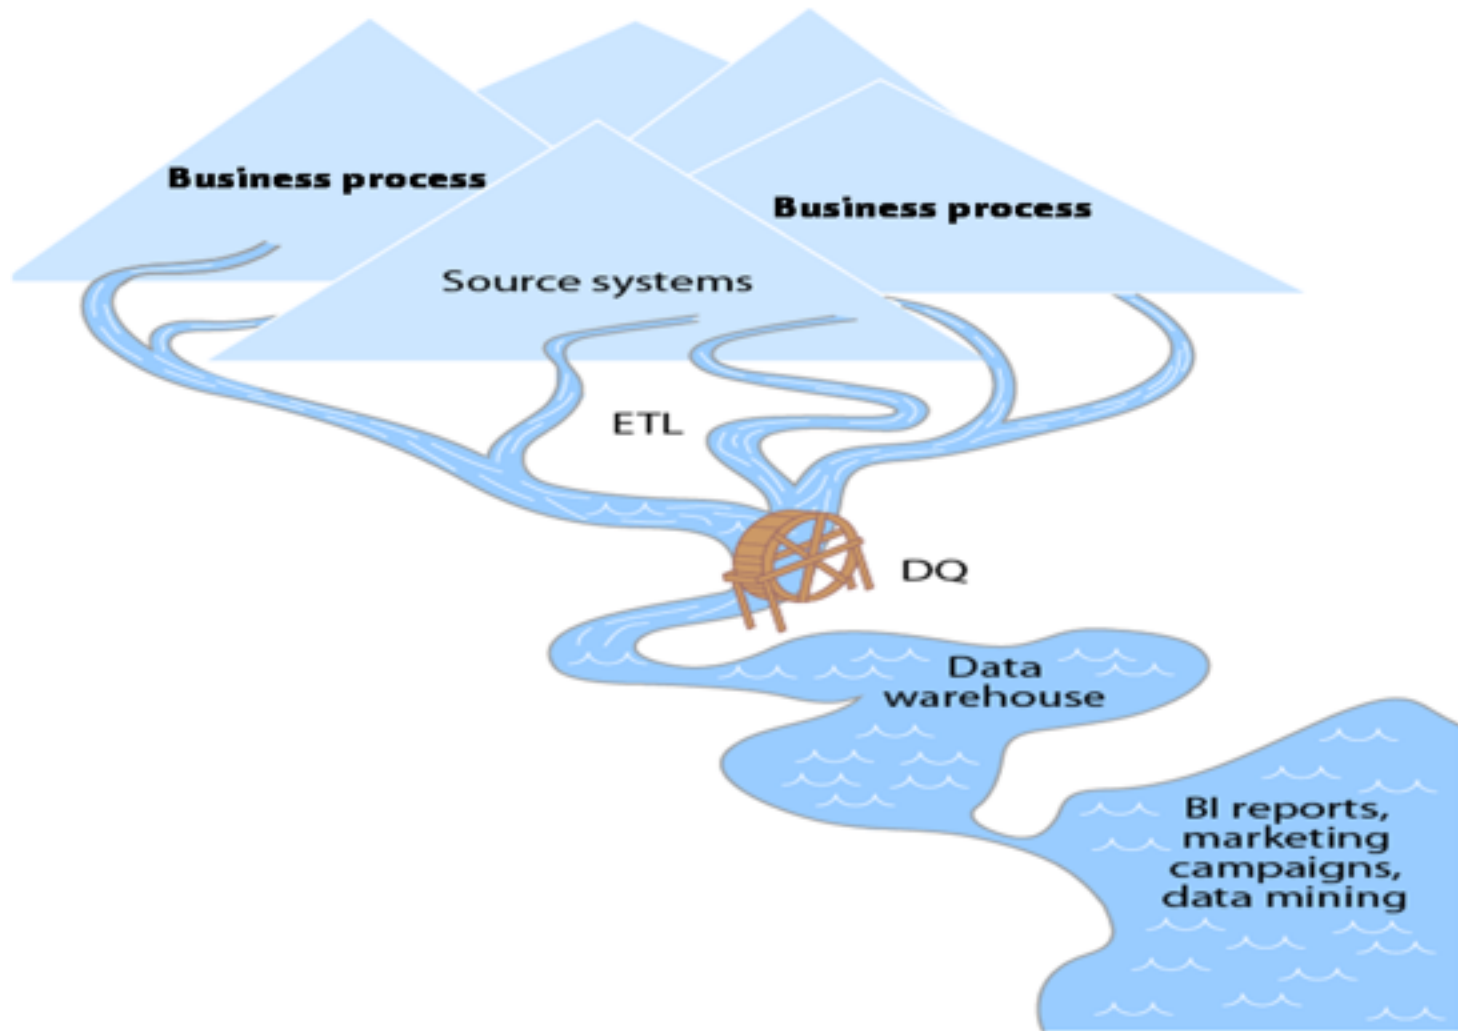 Business process
Business process
Source systems
ETL
DQ
Data
warehouse
BI reports,
marketing
campaigns,
data mining